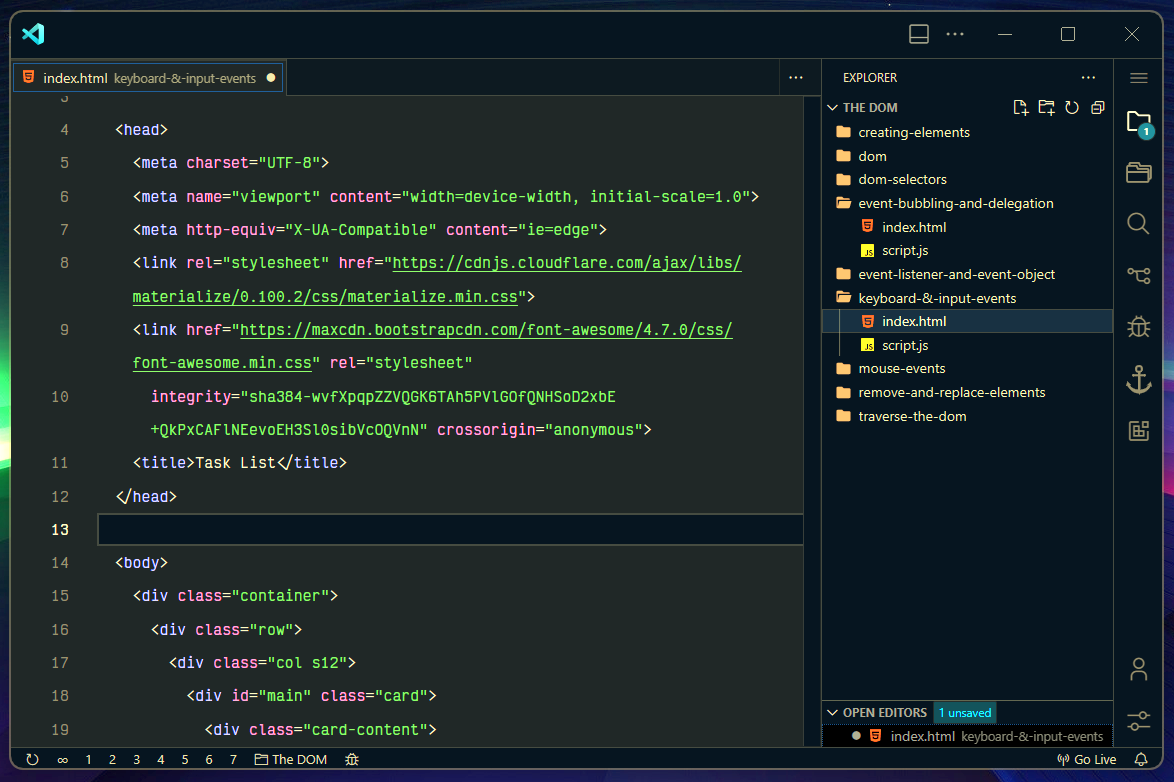 index.html keyboard-&-input-events
3
4 <head>
5 <meta charset="UTF-8">
6 <meta name="viewport" content="width=device-width, initial-scale=1.0">
7 <meta http-equiv="X-UA-Compatible" content="ie=edge">
8 <link rel="stylesheet" href="https://cdnjs.cloudflare.com/ajax/libs/
materialize/0.100.2/css/materialize.min.css">
9 <link href="https://maxcdn.bootstrapcdn.com/font-awesome/4.7.0/css/
font-awesome.min.css" rel="stylesheet"
10 integrity="sha384-wvfXpqpZZVQGK6TAh5PVlGOfQNHSoD2xbE
+QkPxCAFlNEevoEH3Sl0sibVcOQVnN" crossorigin="anonymous">
11 <title>Task List</title>
12 </head>
13
14 <body>
15 <div class="container">
16 <div class="row">
17 <div class="col s12">
18 <div id="main" class="card">
19 <div class="card-content">
EXPLORER
THE DOM
creating-elements
dom
dom-selectors
event-bubbling-and-delegation
index.html
JS script.js
event-listener-and-event-object
keyboard-&-input-events
index.html
JS script.js
mouse-events
remove-and-replace-elements
traverse-the-dom
OPEN EDITORS 1 unsaved
index.html keyboard-&-input-events
1
1 2 3 4 5 6 7 The DOM
Go Live